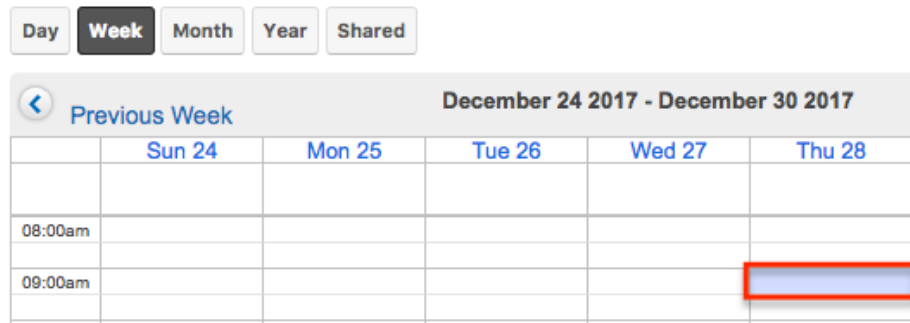 Day Week Month Year Shared
Previous Week December 24 2017 - December 30 2017
Sun 24 Mon 25 Tue 26 Wed 27 Thu 28
08:00am
09:00am